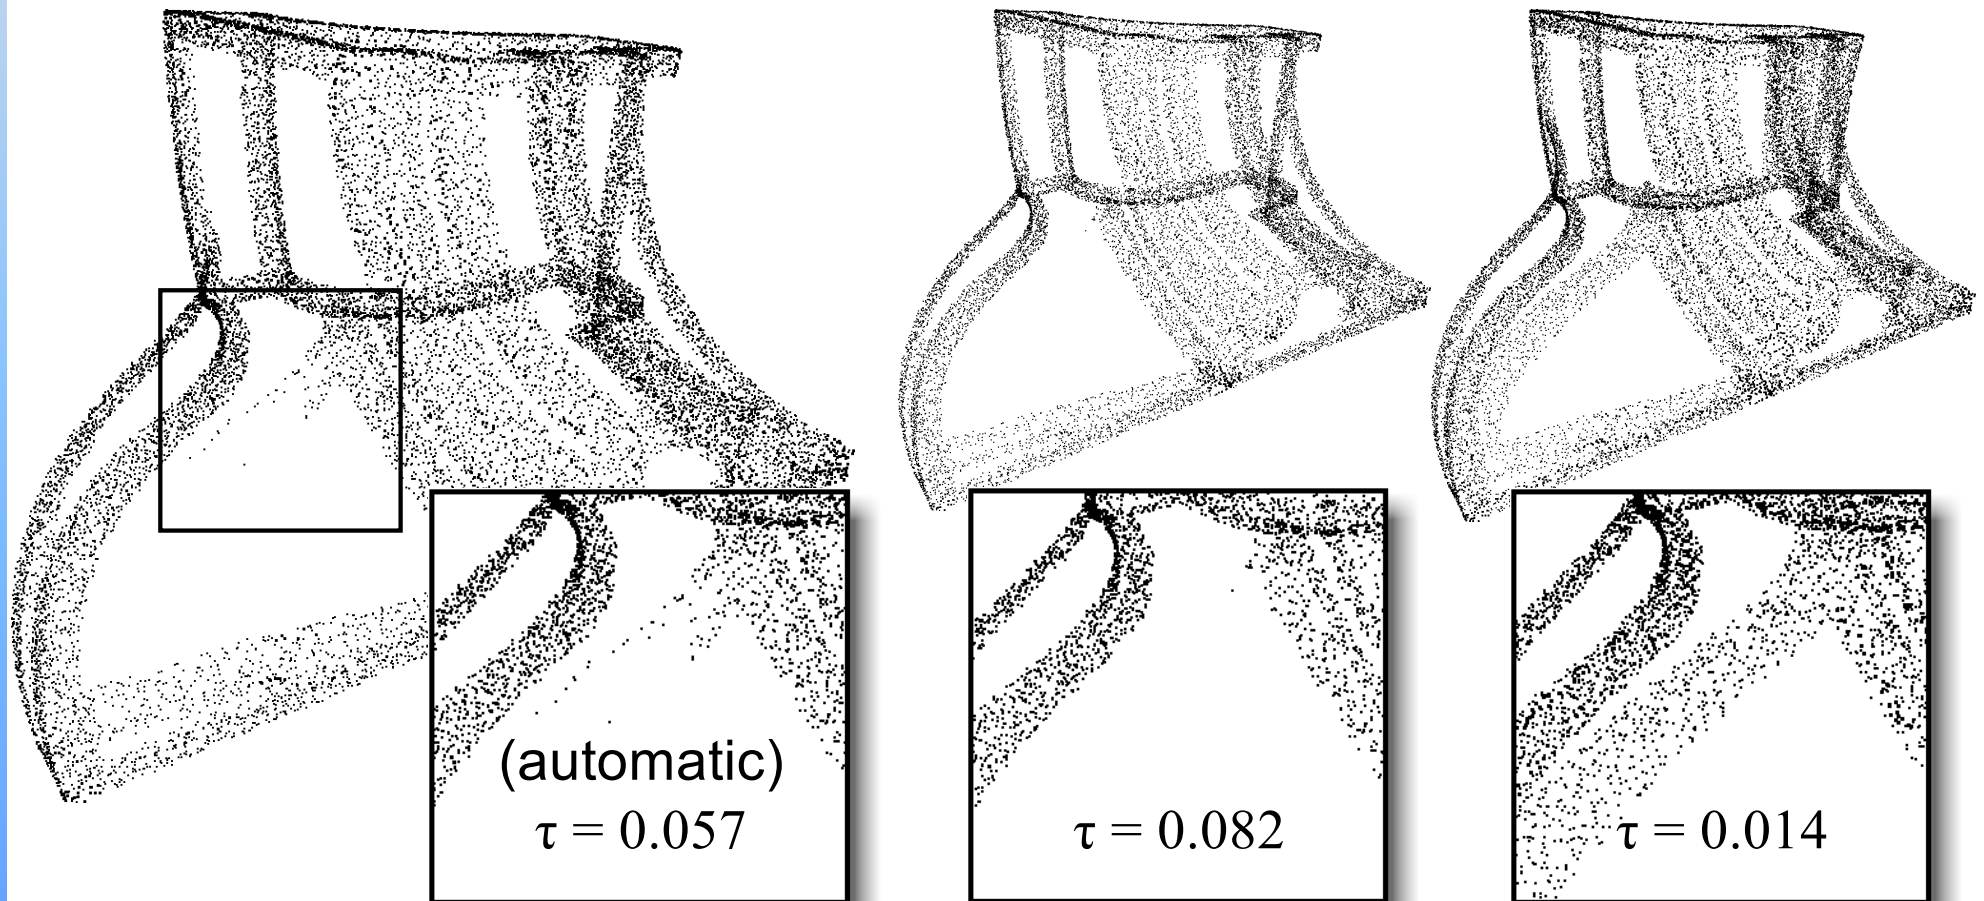 (automatic)
τ = 0.057
τ = 0.082
τ = 0.014